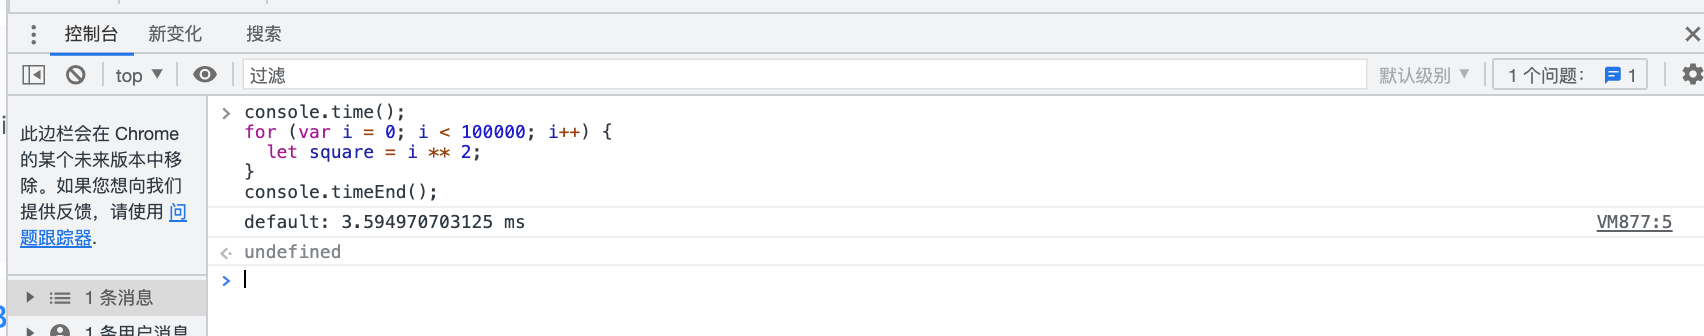 控制台 新变化 搜索
top 过滤 默认级别 1 个问题： 1
此边栏会在 Chrome
的某个未来版本中移
除。如果您想向我们
提供反馈，请使用 问
题跟踪器.
1 条消息
1 条用户消息
console.time();
for (var i = 0; i < 100000; i++) {
  let square = i ** 2;
}
console.timeEnd();
default: 3.594970703125 ms VM877:5
undefined